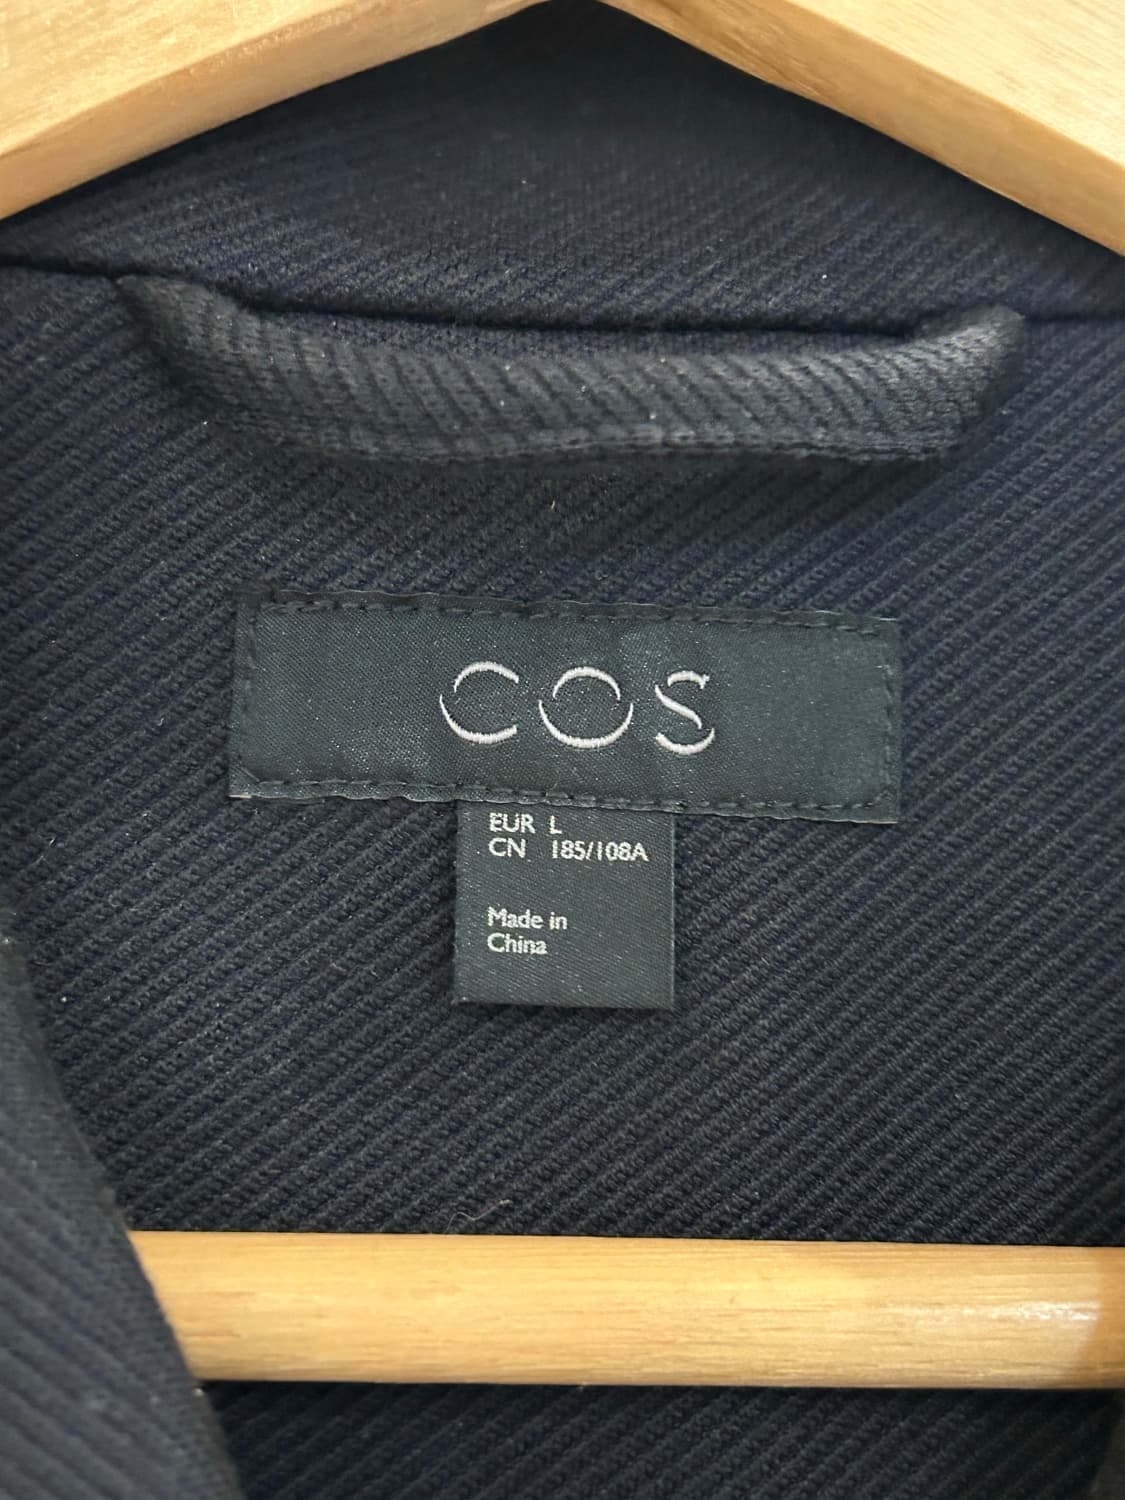 COS
EUR L
CN 185/108A
Made in
China